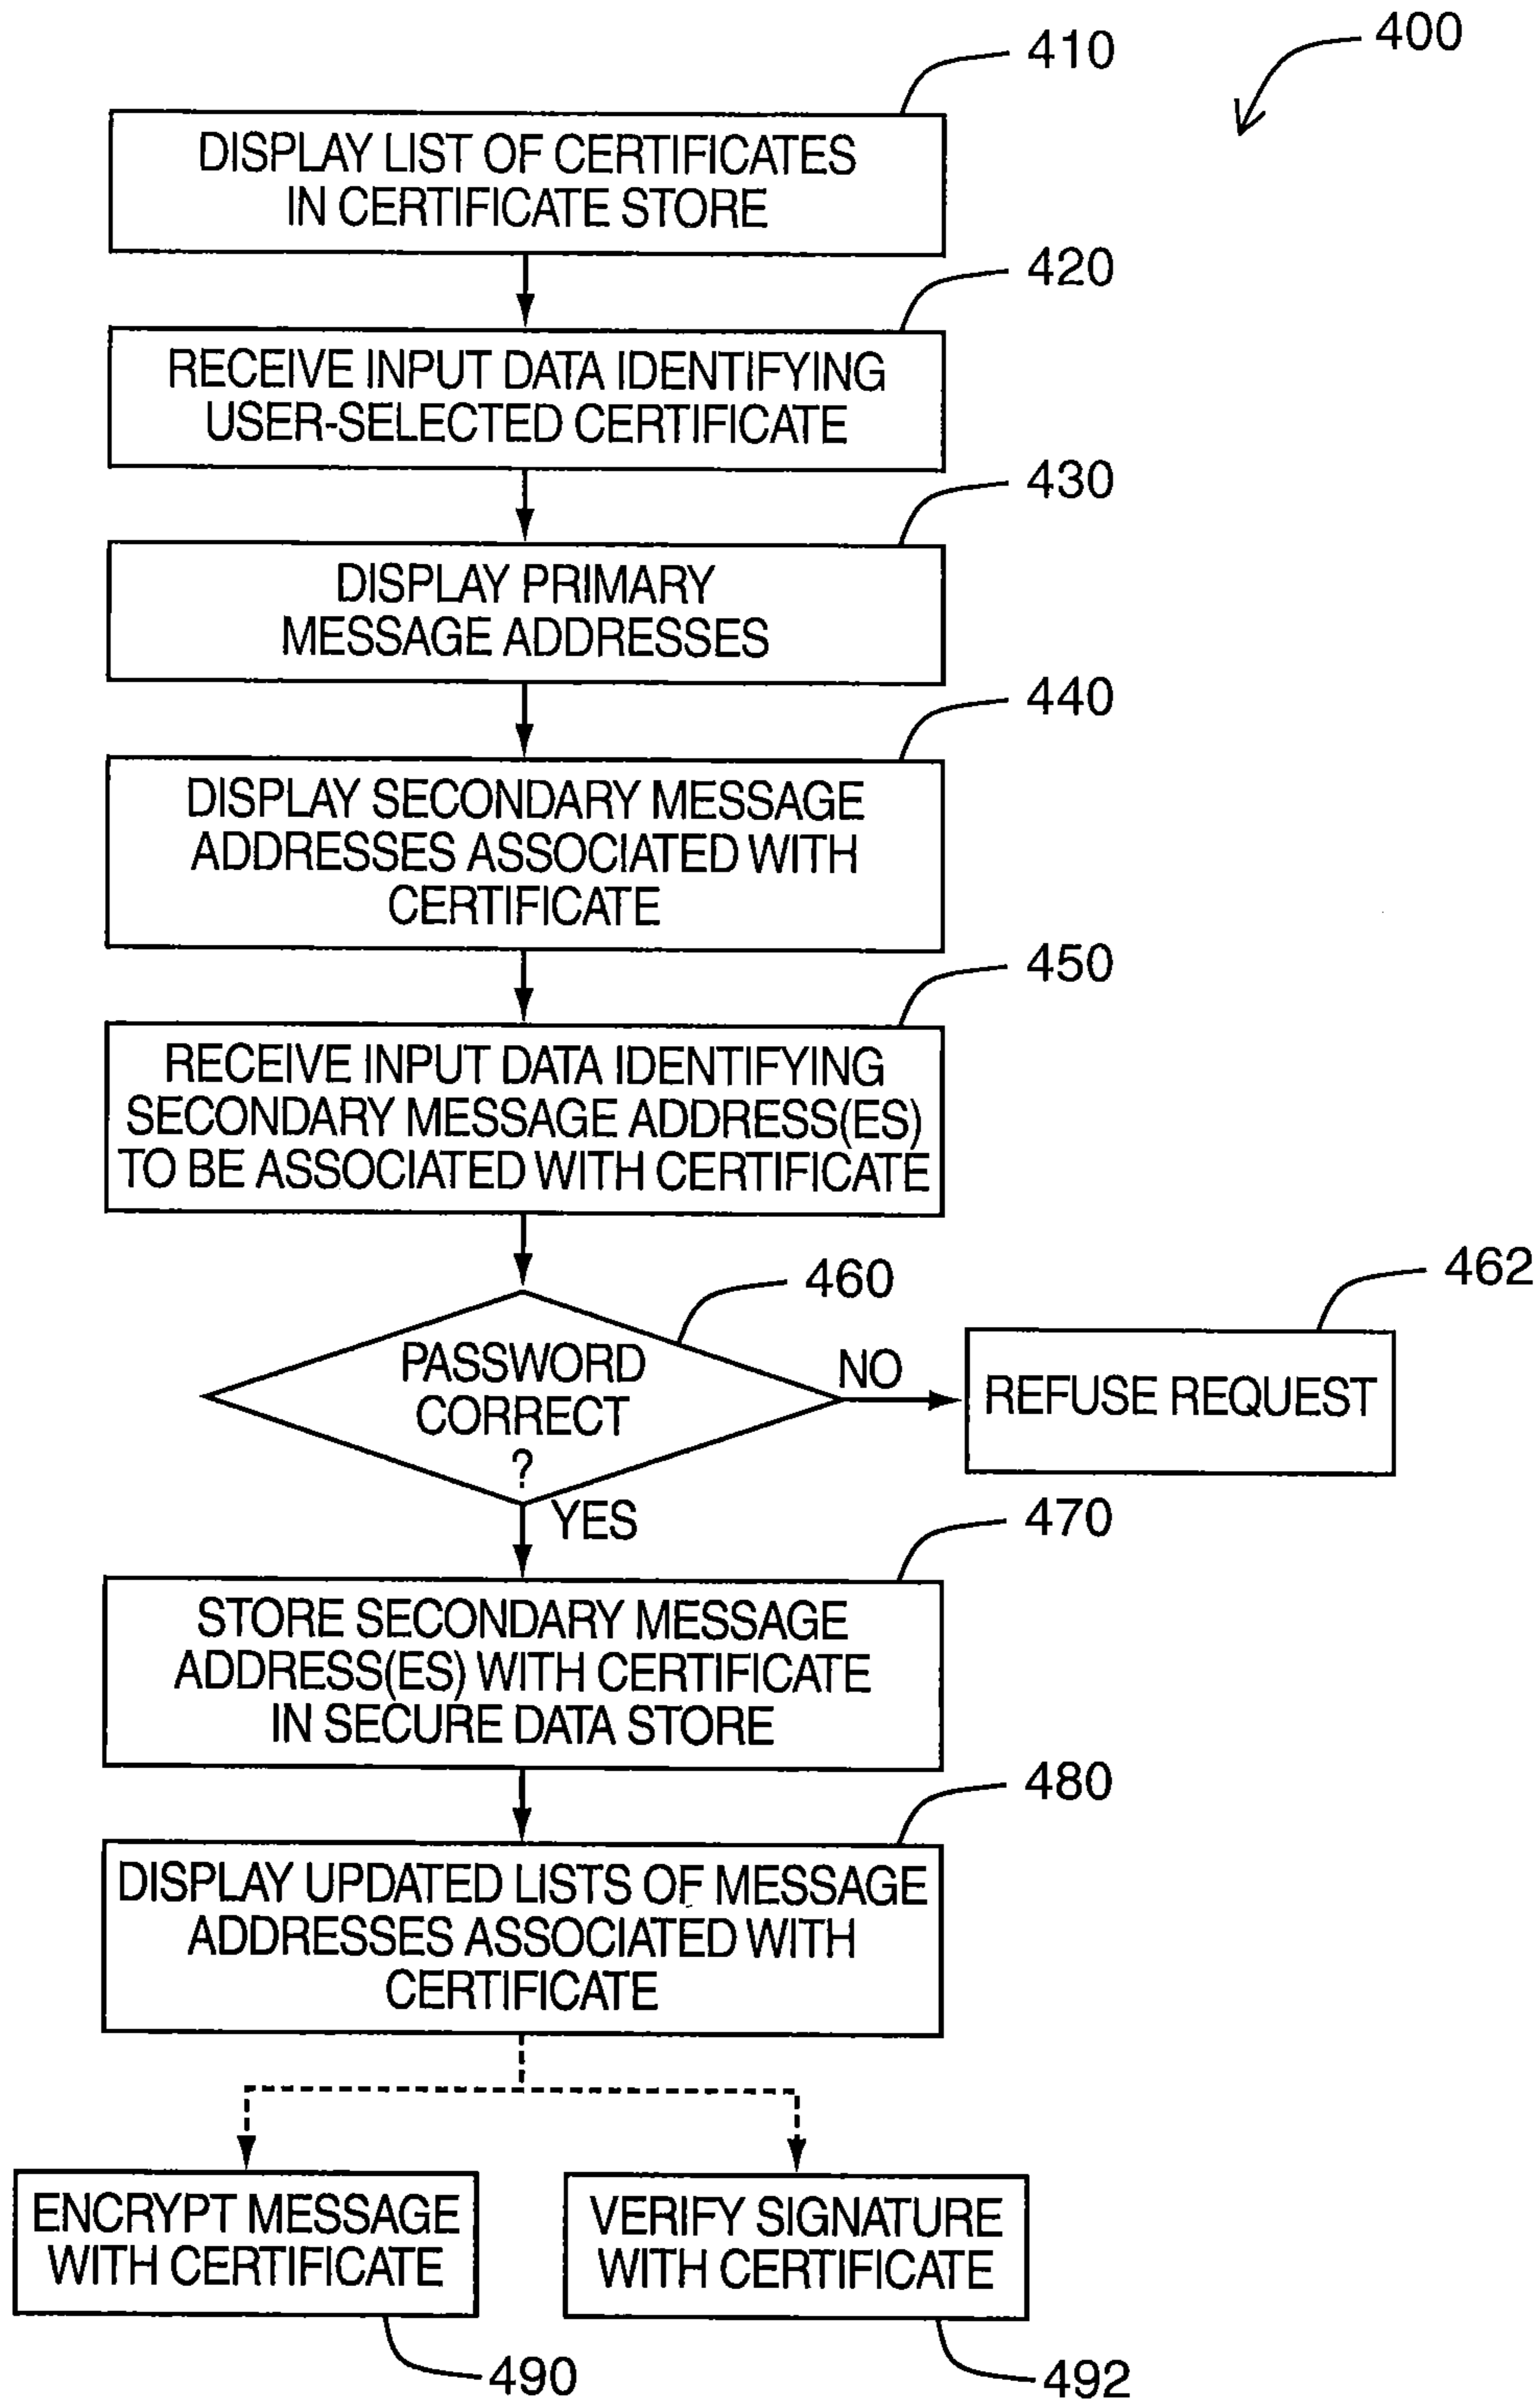 400
410
DISPLAY LIST OF CERTIFICATES
IN CERTIFICATE STORE
420
RECEIVE INPUT DATA IDENTIFYING
USER-SELECTED CERTIFICATE
430
DISPLAY PRIMARY
MESSAGE ADDRESSES
440
DISPLAY SECONDARY MESSAGE
ADDRESSES ASSOCIATED WITH
CERTIFICATE
450
RECEIVE INPUT DATA IDENTIFYING
SECONDARY MESSAGE ADDRESS(ES)
TO BE ASSOCIATED WITH CERTIFICATE
460
PASSWORD
CORRECT
?
NO
462
REFUSE REQUEST
YES
470
STORE SECONDARY MESSAGE
ADDRESS(ES) WITH CERTIFICATE
IN SECURE DATA STORE
480
DISPLAY UPDATED LISTS OF MESSAGE
ADDRESSES ASSOCIATED WITH
CERTIFICATE
ENCRYPT MESSAGE
WITH CERTIFICATE
490
VERIFY SIGNATURE
WITH CERTIFICATE
492